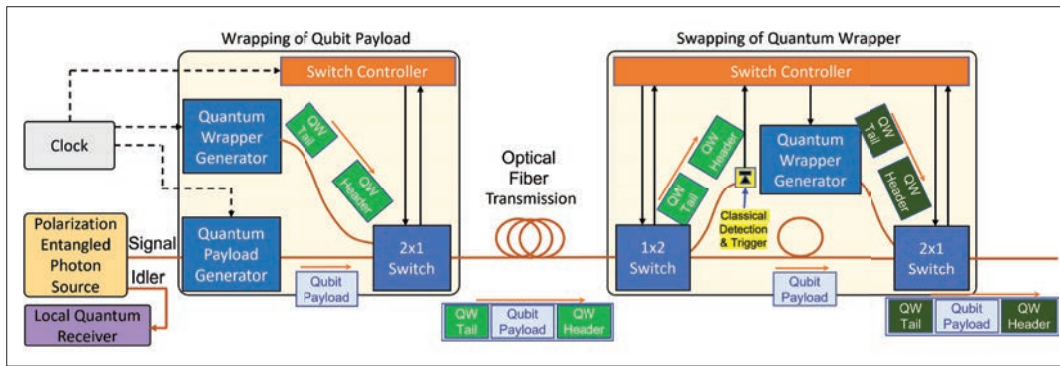 Wrapping of Qubit Payload
Switch Controller
Quantum
Wrapper
Generator
QW
Tail
QW
Header
Clock
Polarization
Entangled
Photon
Source
Signal
Idler
Quantum
Payload
Generator
2x1
Switch
Qubit
Payload
Local Quantum
Receiver
Optical
Fiber
Transmission
QW
Tail
Qubit
Payload
QW
Header
Swapping of Quantum Wrapper
Switch Controller
QW
Tail
QW
Header
Classical
Detection
& Trigger
Quantum
Wrapper
Generator
QW
Tail
QW
Header
1x2
Switch
Qubit
Payload
2x1
Switch
QW
Tail
Qubit
Payload
QW
Header